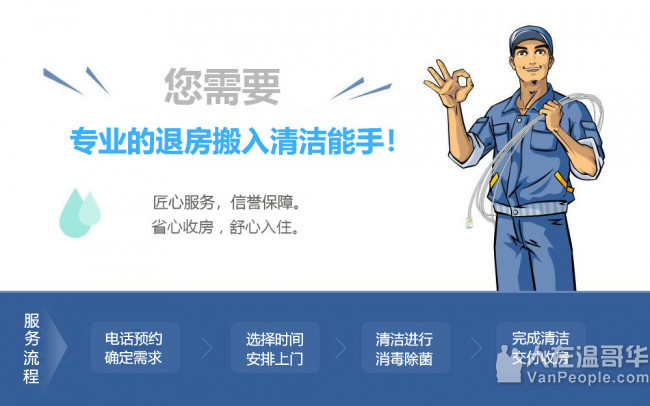 您需要
专业的退房搬入清洁能手!
匠心服务，信誉保障。
省心收房，舒心入住。
服务流程
电话预约
确定需求
选择时间
安排上门
清洁进行
消毒除菌
完成清洁
交付收房
人在温哥华
VanPeople.com